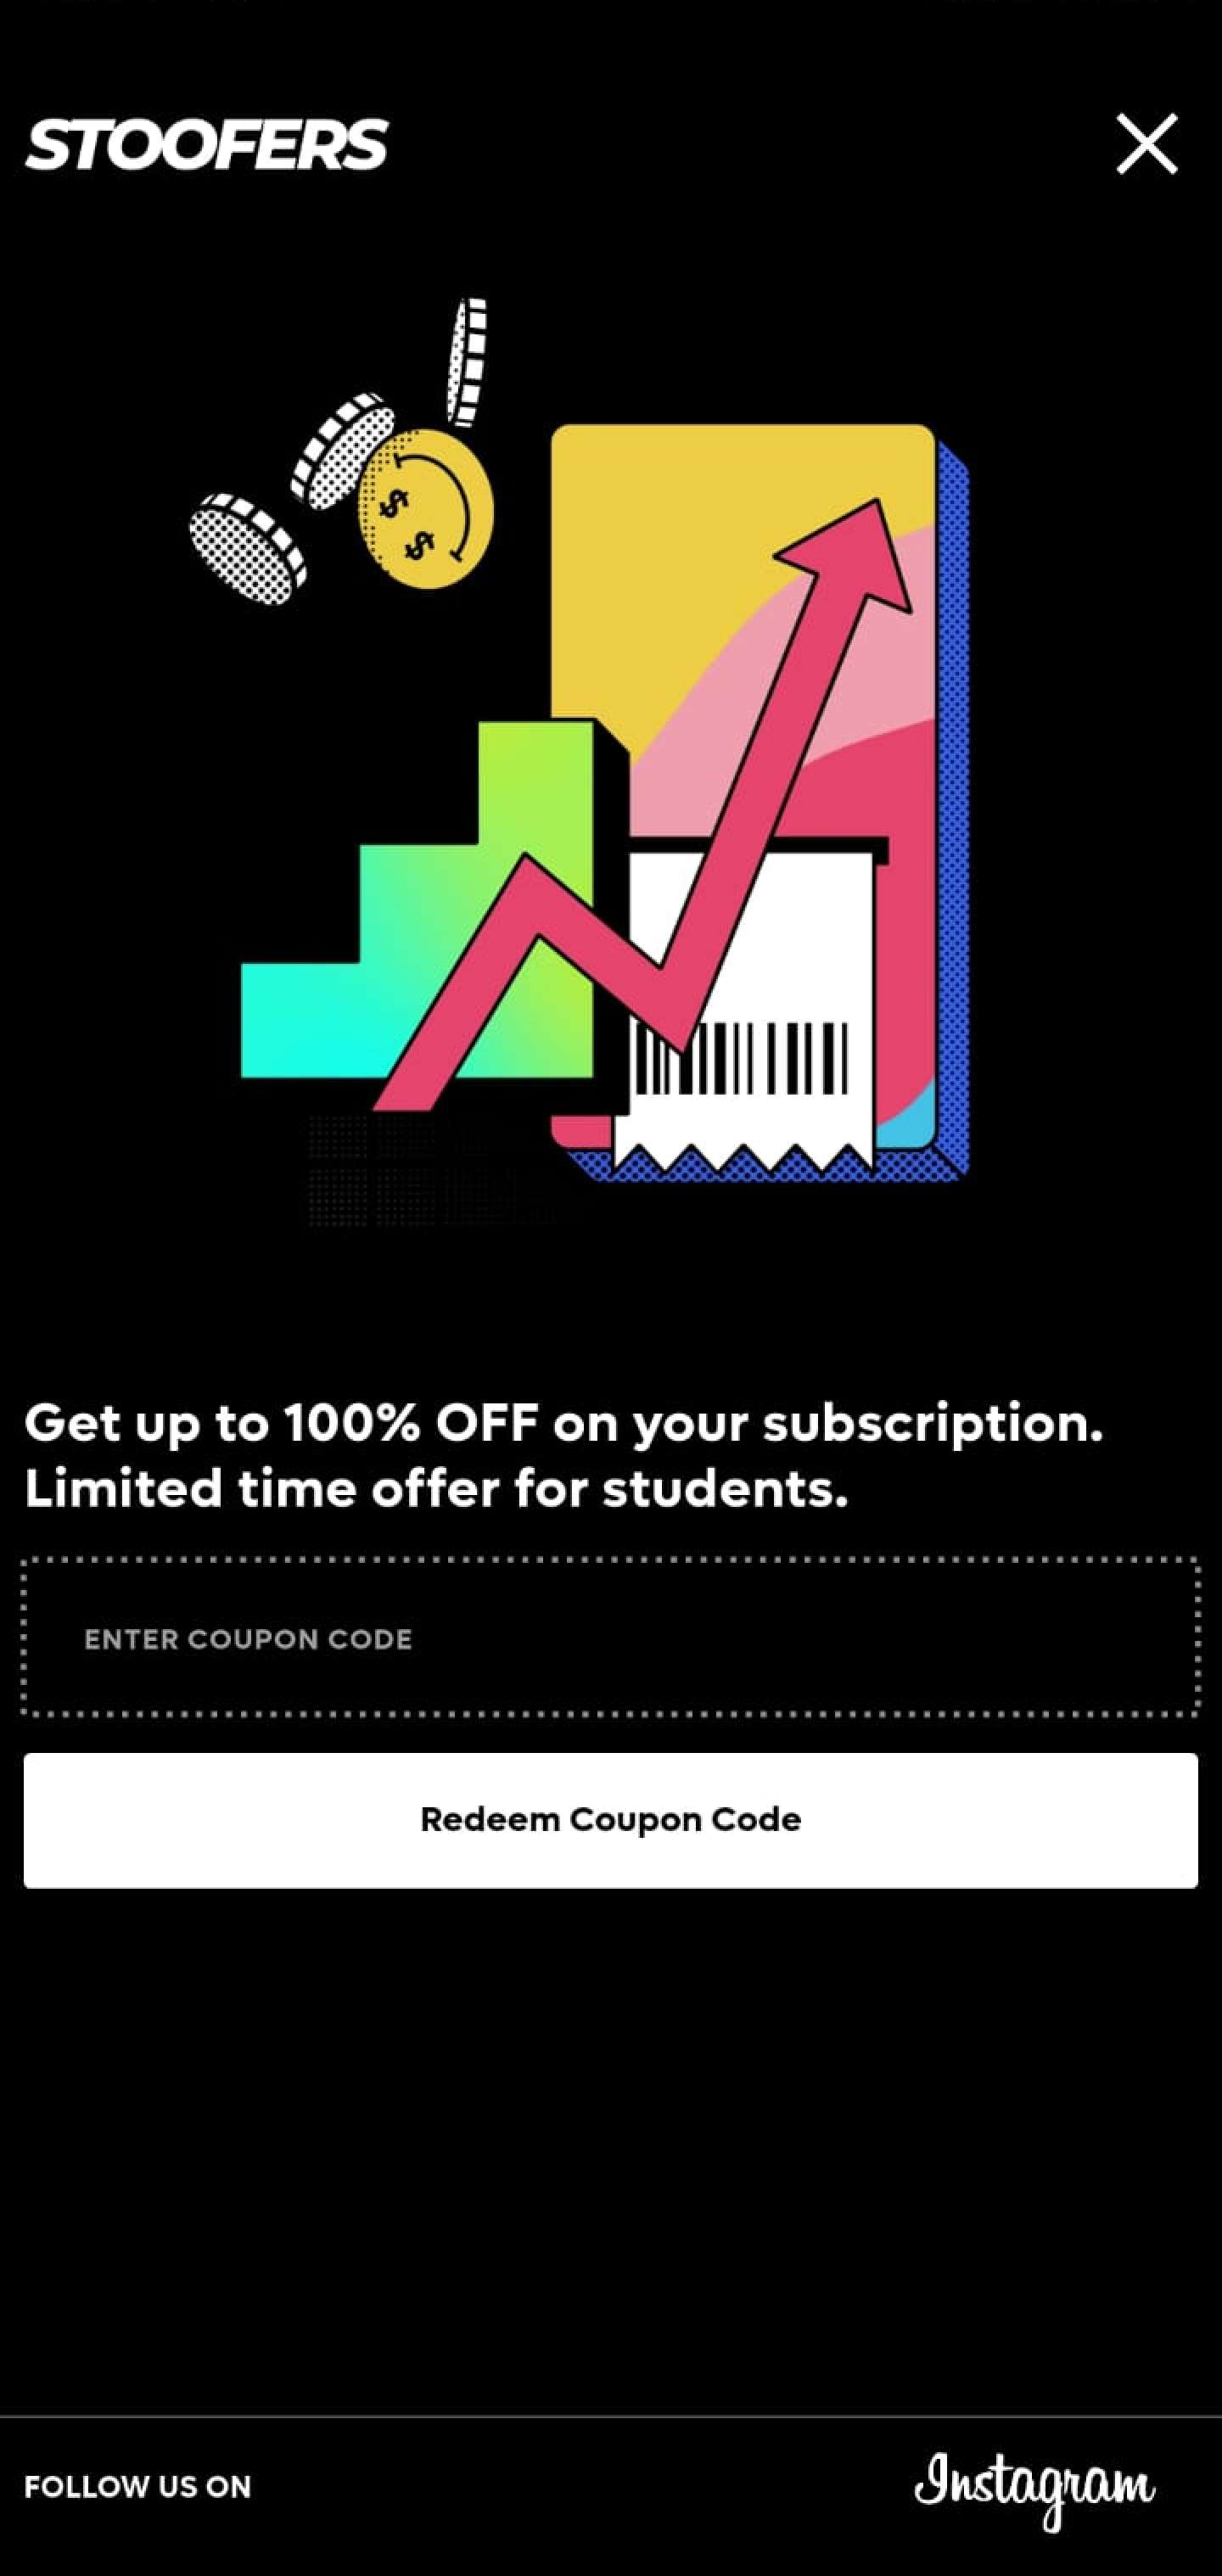 STOOFERS
$
$
Get up to 100% OFF on your subscription.
Limited time offer for students.
ENTER COUPON CODE
Redeem Coupon Code
FOLLOW US ON
Instagram